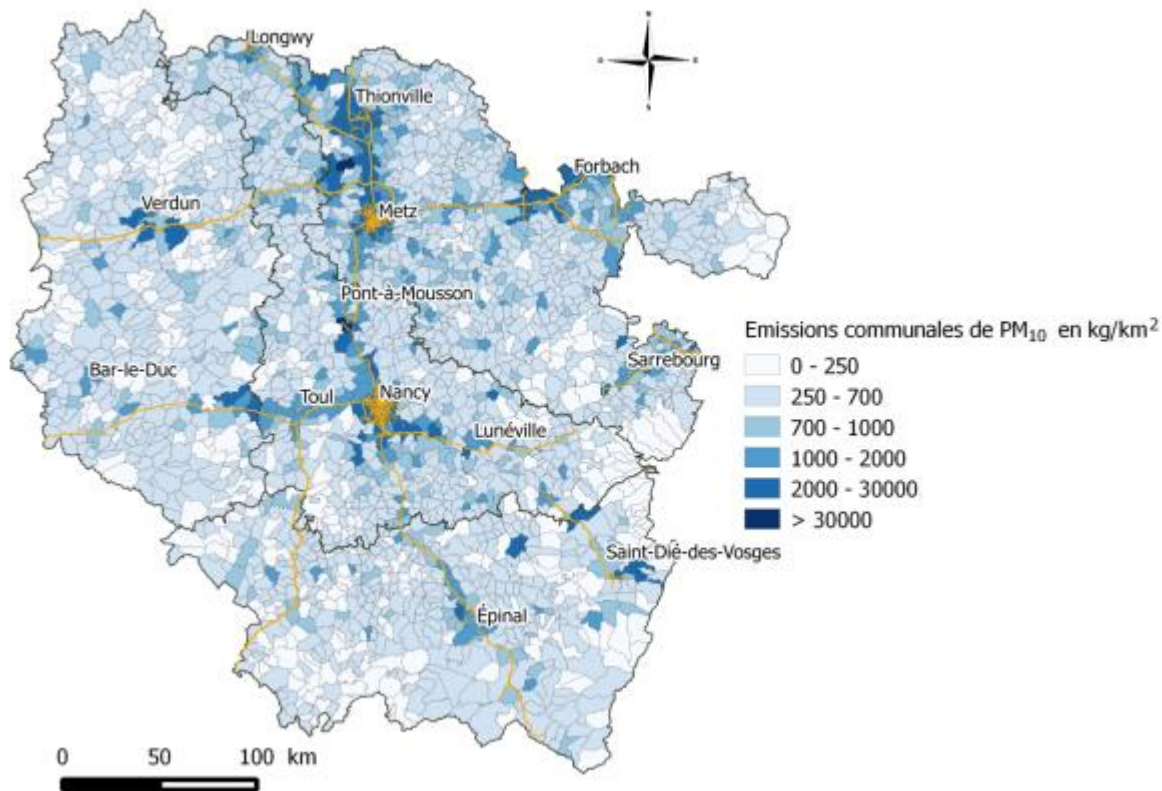 Longwy
Thionville
Forbach
Verdun
Metz
Pont-à-Mousson
Emissions communales de PM₁₀ en kg/km²
0 - 250
250 - 700
700 - 1000
1000 - 2000
2000 - 30000
> 30000
Sarrebourg
Bar-le-Duc
Toul
Nancy
Lunéville
Saint-Dié-des-Vosges
Épinal
0 50 100 km